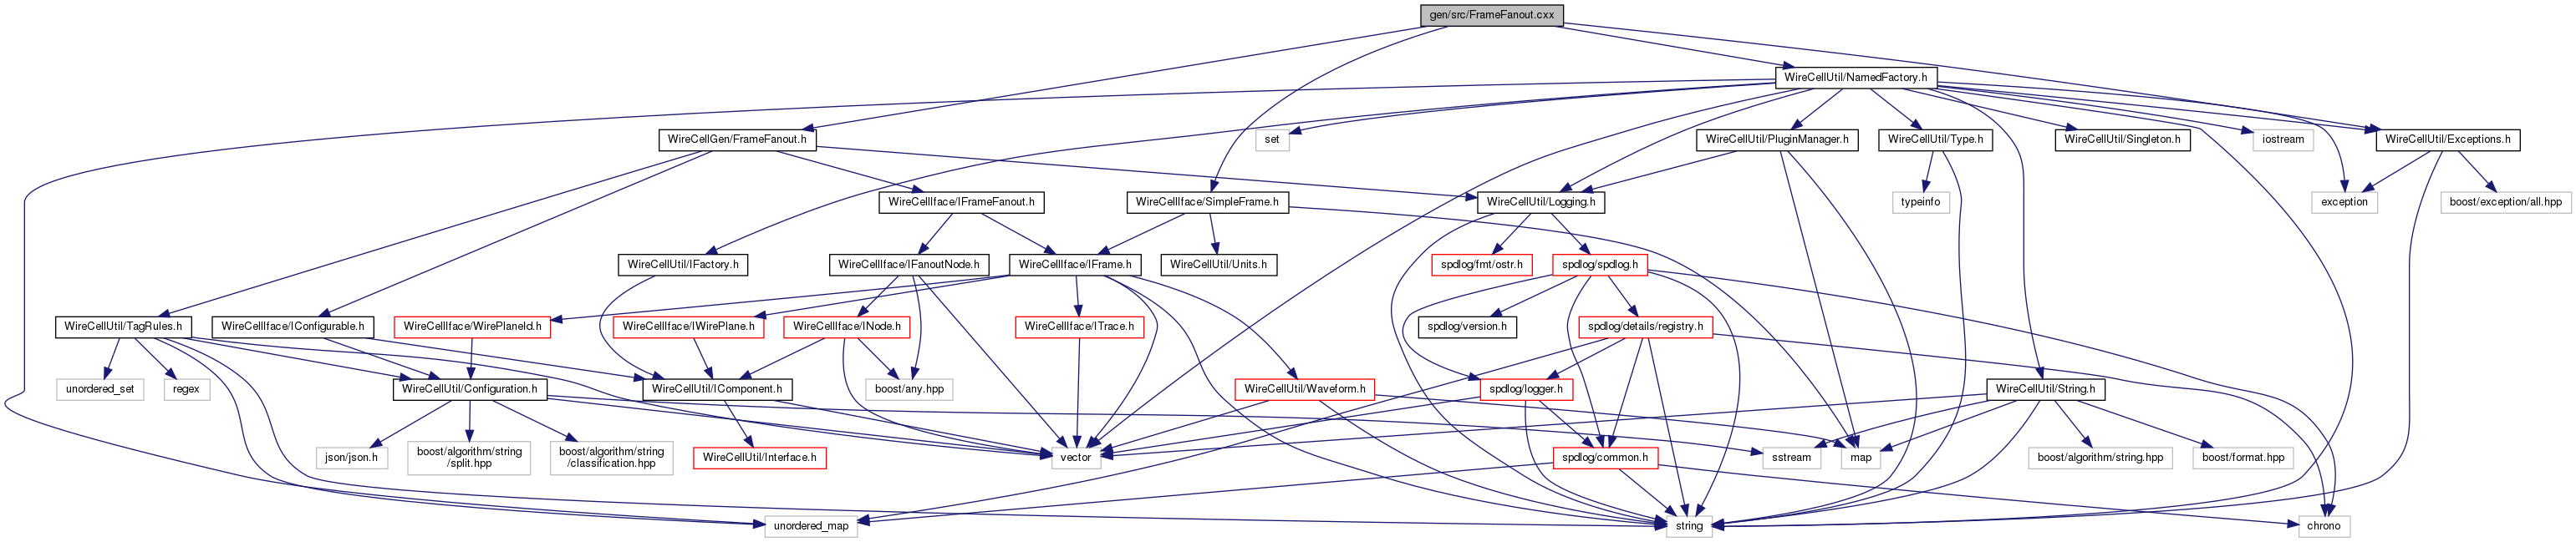 gen/src/FrameFanout.cxx
WireCellUtil/NamedFactory.h
WireCellGen/FrameFanout.h
set
WireCellUtil/PluginManager.h
WireCellUtil/Type.h
WireCellUtil/Singleton.h
iostream
WireCellUtil/Exceptions.h
WireCellIface/IFrameFanout.h
WireCellIface/SimpleFrame.h
WireCellUtil/Logging.h
typeinfo
exception
boost/exception/all.hpp
WireCellUtil/IFactory.h
WireCellIface/IFanoutNode.h
WireCellIface/IFrame.h
WireCellUtil/Units.h
spdlog/fmt/ostr.h
spdlog/spdlog.h
WireCellUtil/TagRules.h
WireCellIface/IConfigurable.h
WireCellIface/WirePlaneId.h
WireCellIface/IWirePlane.h
WireCellIface/INode.h
WireCellIface/ITrace.h
spdlog/version.h
spdlog/details/registry.h
unordered_set
regex
WireCellUtil/Configuration.h
WireCellUtil/IComponent.h
boost/any.hpp
WireCellUtil/Waveform.h
spdlog/logger.h
WireCellUtil/String.h
json/json.h
boost/algorithm/string
/split.hpp
boost/algorithm/string
/classification.hpp
WireCellUtil/Interface.h
vector
spdlog/common.h
sstream
map
boost/algorithm/string.hpp
boost/format.hpp
unordered_map
string
chrono